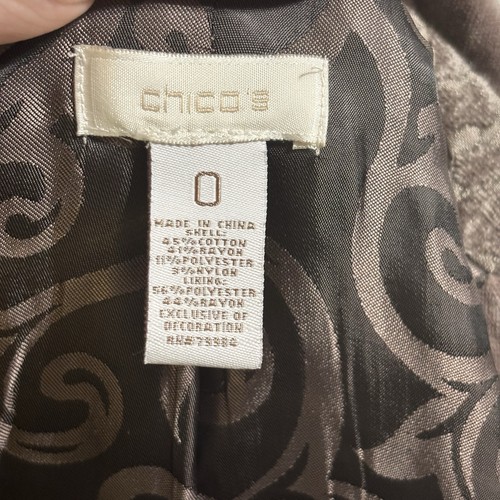 chico's
0
MADE IN CHINA
SHELL:
45%COTTON
41%RAYON
11%POLYESTER
3%NYLON
LINING:
56%POLYESTER
44%RAYON
EXCLUSIVE OF
DECORATION
RN#79984